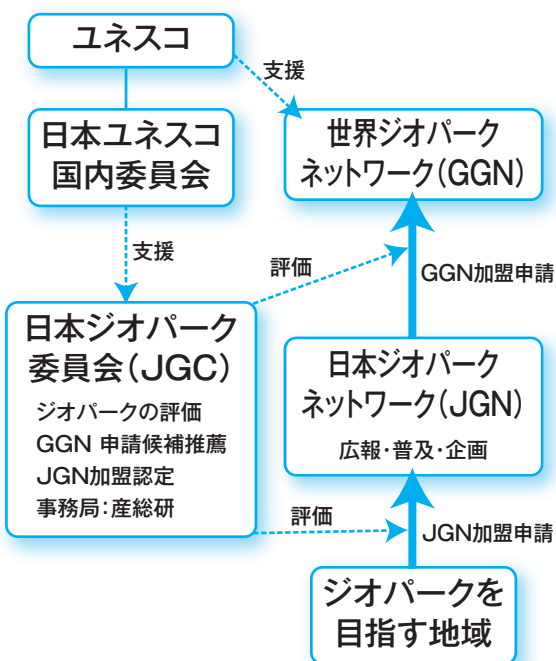 ユネスコ
支援
日本ユネスコ
国内委員会
世界ジオパーク
ネットワーク(GGN)
支援
評価
GGN加盟申請
日本ジオパーク
委員会(JGC)
ジオパークの評価
GGN 申請候補推薦
JGN加盟認定
事務局:産総研
日本ジオパーク
ネットワーク(JGN)
広報・普及・企画
評価
JGN加盟申請
ジオパークを
目指す地域